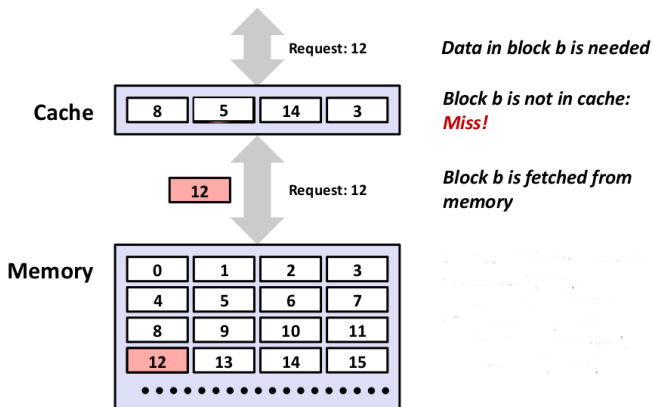 Request: 12
Data in block b is needed
Cache
8 5 14 3
Block b is not in cache:
Miss!
12
Request: 12
Block b is fetched from
memory
Memory
0 1 2 3
4 5 6 7
8 9 10 11
12 13 14 15